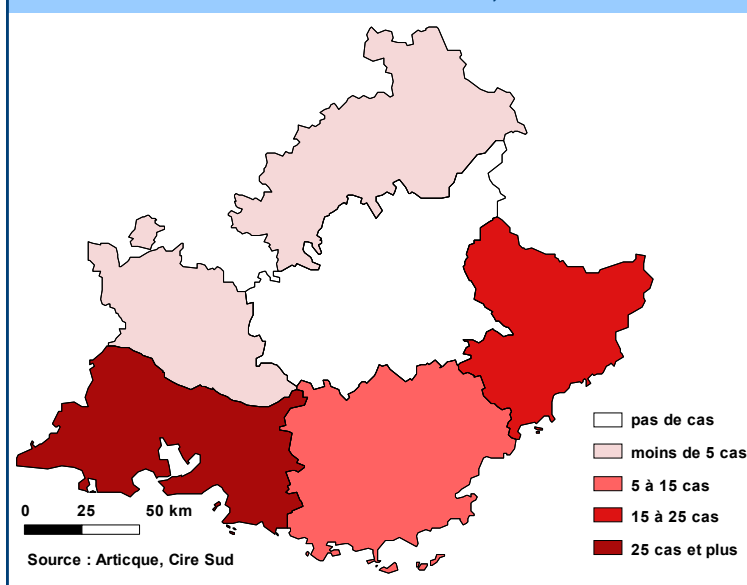 pas de cas
moins de 5 cas
5 à 15 cas
15 à 25 cas
25 cas et plus
0 25 50 km
Source : Articque, Cire Sud